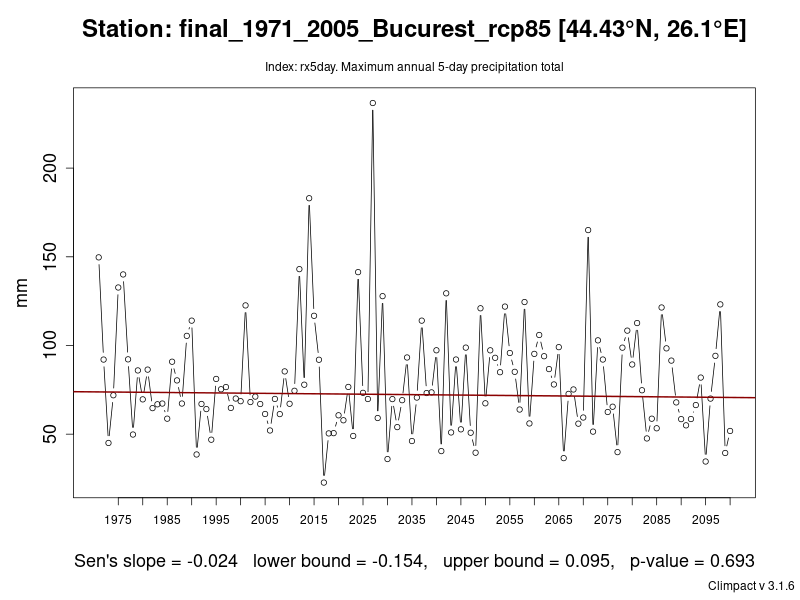 Station: final_1971_2005_Bucurest_rcp85 [44.43°N, 26.1°E]
Index: rx5day. Maximum annual 5-day precipitation total
200
150
100
50
mm
1975 1985 1995 2005 2015 2025 2035 2045 2055 2065 2075 2085 2095
Sen's slope = -0.024 lower bound = -0.154, upper bound = 0.095, p-value = 0.693
Climpact v 3.1.6